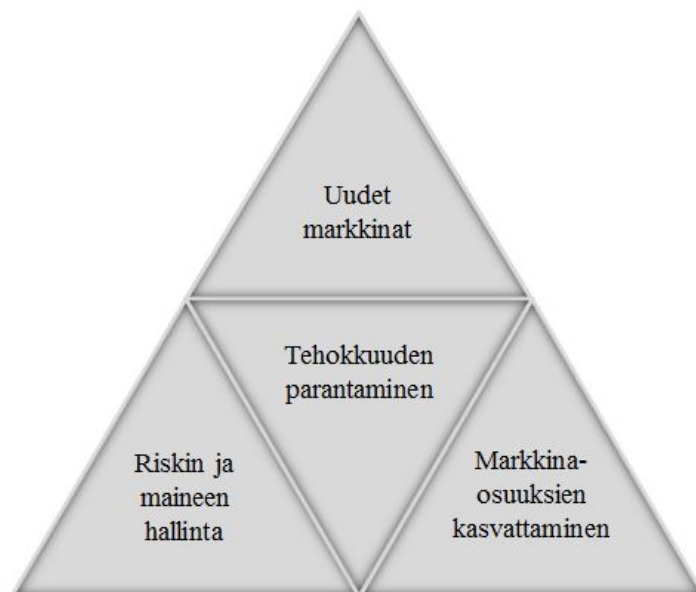 Uudet
markkinat
Tehokkuuden
parantaminen
Riskin ja
maineen
hallinta
Markkina-
osuuksien
kasvattaminen